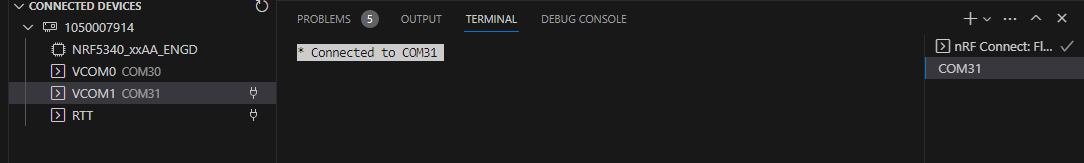 CONNECTED DEVICES
1050007914
NRF5340_xxAA_ENGD
VCOM0 COM30
VCOM1 COM31
RTT
PROBLEMS 5 OUTPUT TERMINAL DEBUG CONSOLE
* Connected to COM31
nRF Connect: Fl...
COM31